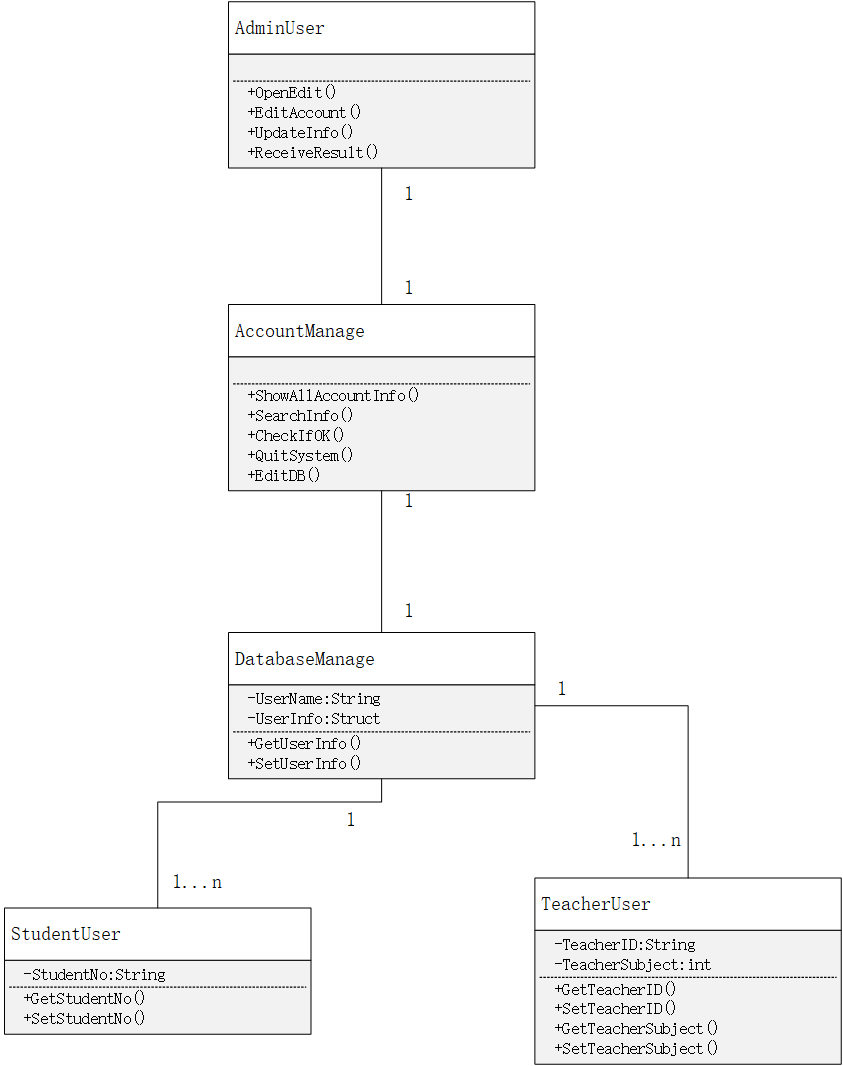 AdminUser
+OpenEdit()
+EditAccount()
+UpdateInfo()
+ReceiveResult()
1
1
AccountManage
+ShowAllAccountInfo()
+SearchInfo()
+CheckIfOK()
+QuitSystem()
+EditDB()
1
1
DatabaseManage
-UserName:String
-UserInfo:Struct
+GetUserInfo()
+SetUserInfo()
1
1
1...n
1...n
StudentUser
-StudentNo:String
+GetStudentNo()
+SetStudentNo()
TeacherUser
-TeacherID:String
-TeacherSubject:int
+GetTeacherID()
+SetTeacherID()
+GetTeacherSubject()
+SetTeacherSubject()